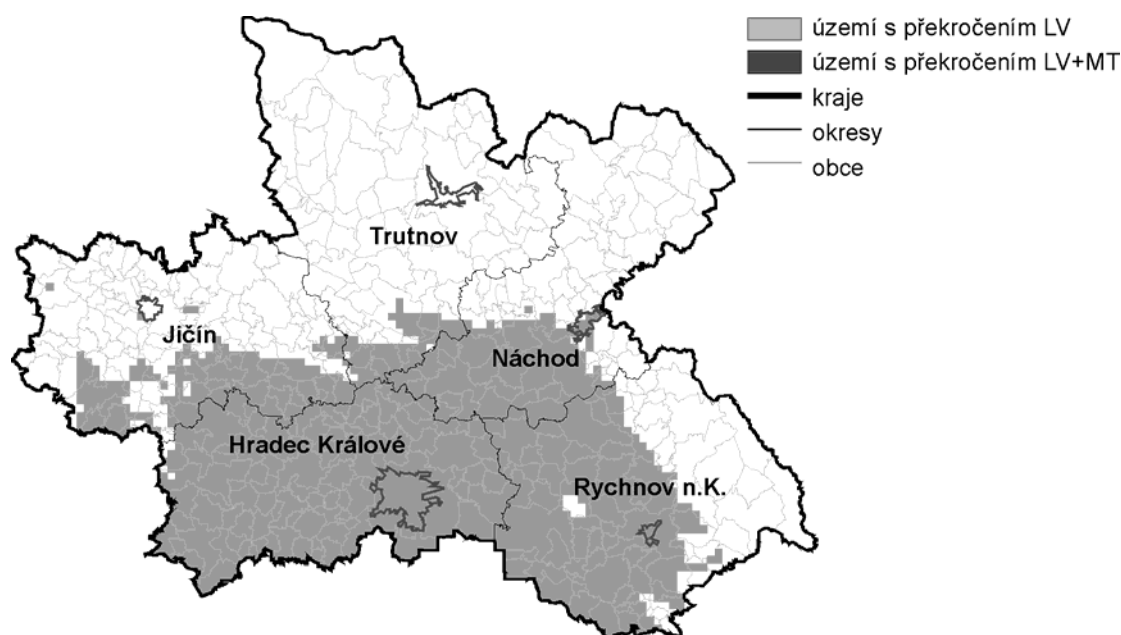 území s překročením LV
území s překročením LV+MT
kraje
okresy
obce
Trutnov
Jičín
Náchod
Hradec Králové
Rychnov n.K.